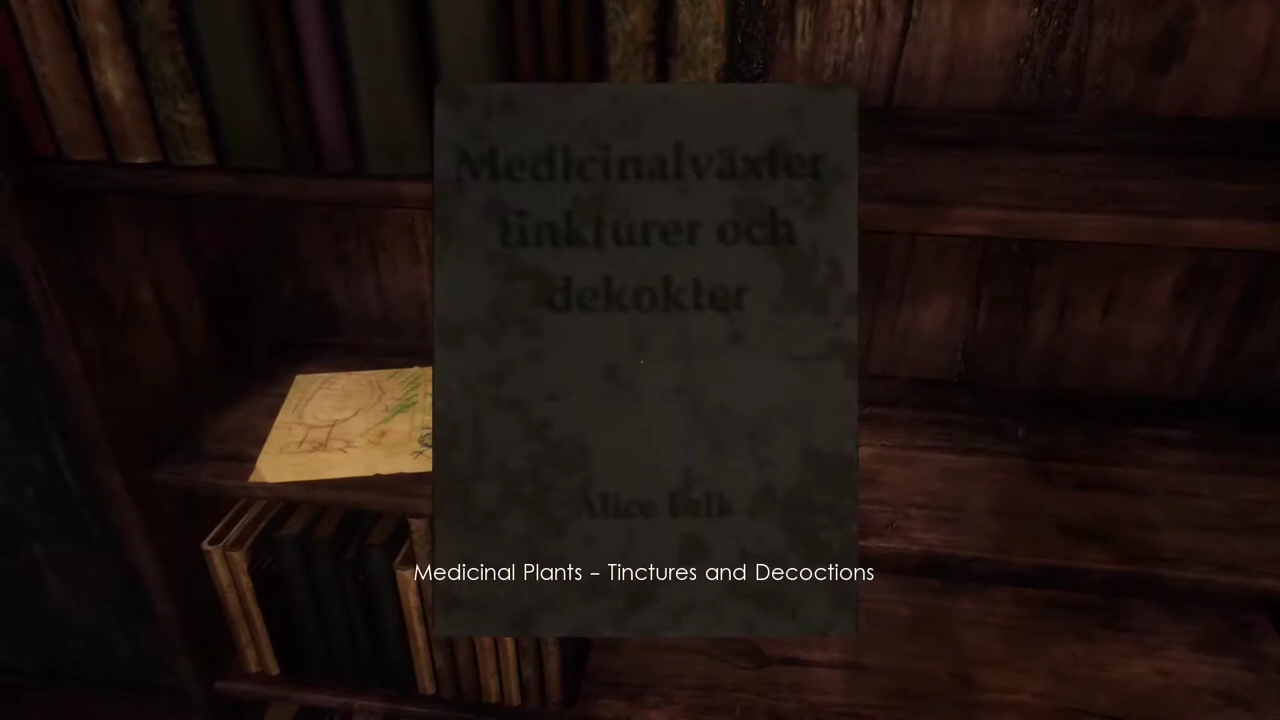 Medicinalväxter
tinkturer och
dekokter
Alice Falk
Medicinal Plants – Tinctures and Decoctions